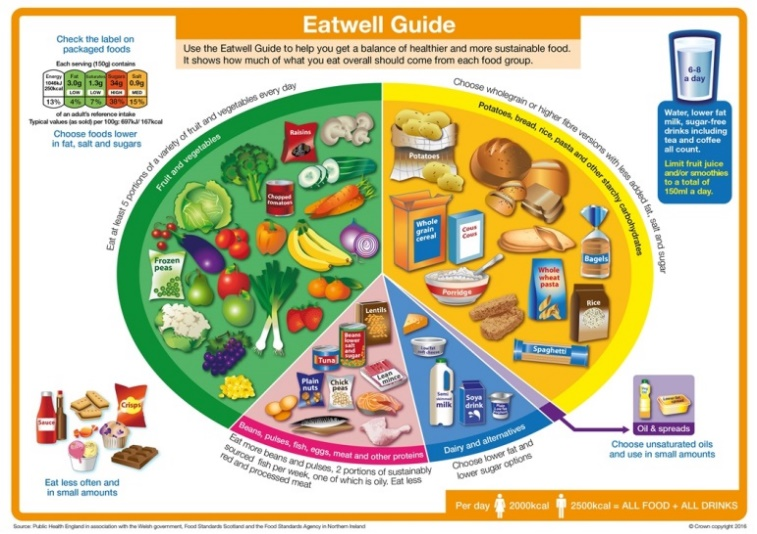 Eatwell Guide
Use the Eatwell Guide to help you get a balance of healthier and more sustainable food.
It shows how much of what you eat overall should come from each food group.
Check the label on
packaged foods
Each serving (150g) contains
Energy
1046kJ
250kcal
Fat
3.0g
LOW
Saturates
1.3g
LOW
Sugars
34g
HIGH
Salt
0.9g
MED
13%
4%
7%
38%
15%
of an adult's reference intake
Typical values (as sold) per 100g: 697kJ/ 167kcal
Choose foods lower
in fat, salt and sugars
6-8
a day
Water, lower fat
milk, sugar-free
drinks including
tea and coffee
all count.
Limit fruit juice
and/or smoothies
to a total of
150ml a day.
Eat at least 5 portions of a variety of fruit and vegetables every day
Fruit and vegetables
Raisins
Chopped
tomatoes
Frozen
peas
Choose wholegrain or higher fibre versions with less added fat, salt and sugar
Potatoes, bread, rice, pasta and other starchy carbohydrates
Potatoes
Whole
grain
cereal
Cous
Cous
Porridge
Bagels
Whole
wheat
pasta
Rice
Spaghetti
Lentils
Beans
lower
salt
and
sugar
Tuna
Plain
nuts
Chick
peas
Lean
mince
Beans, pulses, fish, eggs, meat and other proteins
Eat more beans and pulses, 2 portions of sustainably
sourced fish per week, one of which is oily. Eat less
red and processed meat
Low fat
soft cheese
Semi
skimmed
milk
Soya
drink
Plain
Low fat
yoghurt
Dairy and alternatives
Choose lower fat and
lower sugar options
Oil & spreads
Choose unsaturated oils
and use in small amounts
Sauce
Crisps
Eat less often and
in small amounts
Per day 2000kcal 2500kcal = ALL FOOD + ALL DRINKS
Source: Public Health England in association with the Welsh government, Food Standards Scotland and the Food Standards Agency in Northern Ireland
© Crown copyright 2016